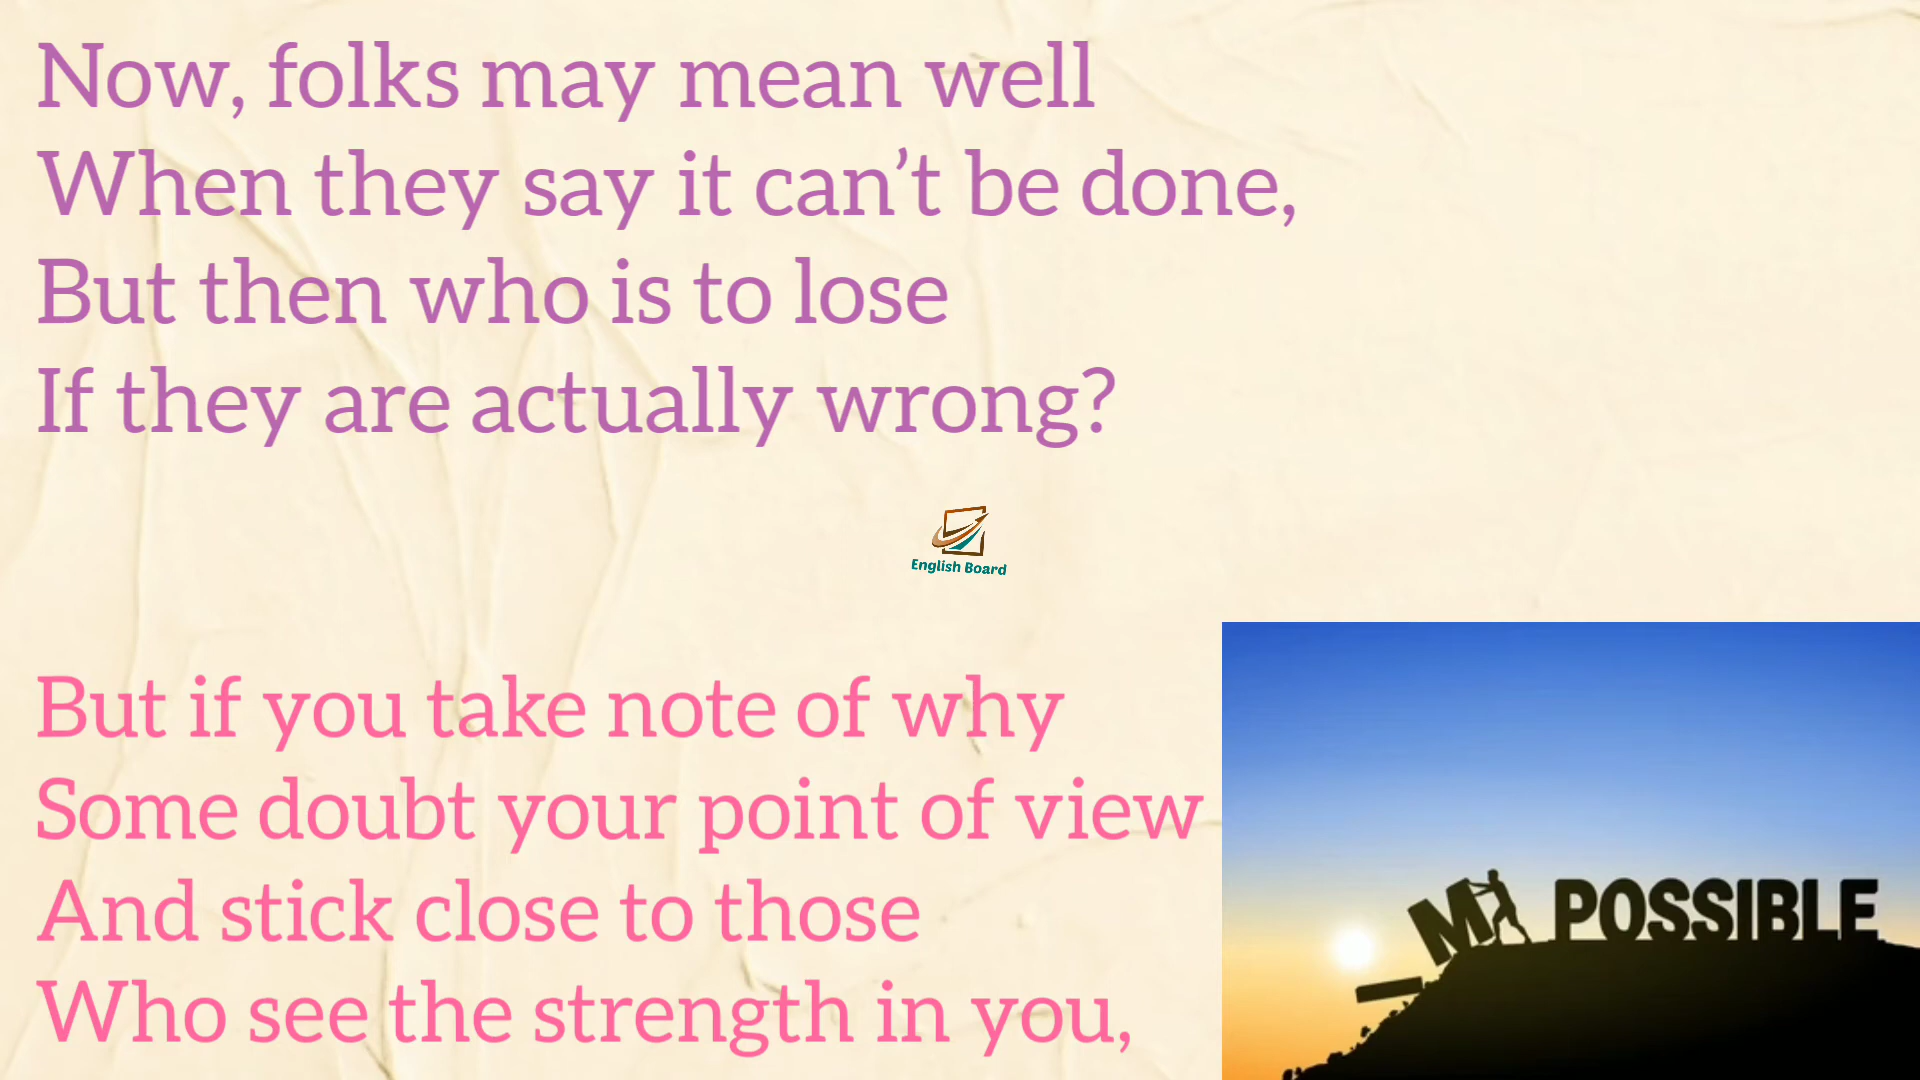 Now, folks may mean well
When they say it can’t be done,
But then who is to lose
If they are actually wrong?
English Board
But if you take note of why
Some doubt your point of view
And stick close to those
Who see the strength in you,
I
M
POSSIBLE